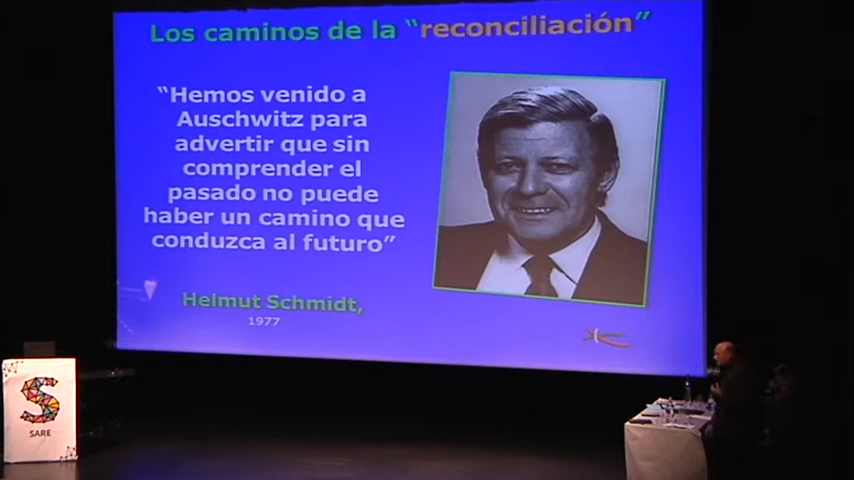 Los caminos de la “reconciliación”
“Hemos venido a
Auschwitz para
advertir que sin
comprender el
pasado no puede
haber un camino que
conduzca al futuro”
Helmut Schmidt,
1977
S
SARE